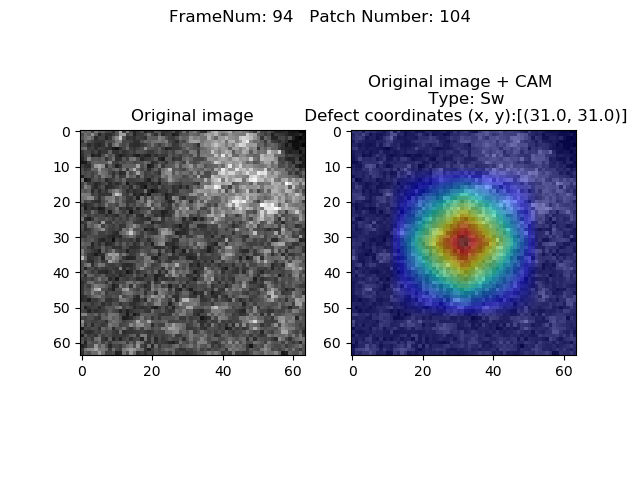 FrameNum: 94   Patch Number: 104
Original image
0
10
20
30
40
50
60
0 20 40 60
Original image + CAM
Type: Sw
Defect coordinates (x, y):[(31.0, 31.0)]
0
10
20
30
40
50
60
0 20 40 60